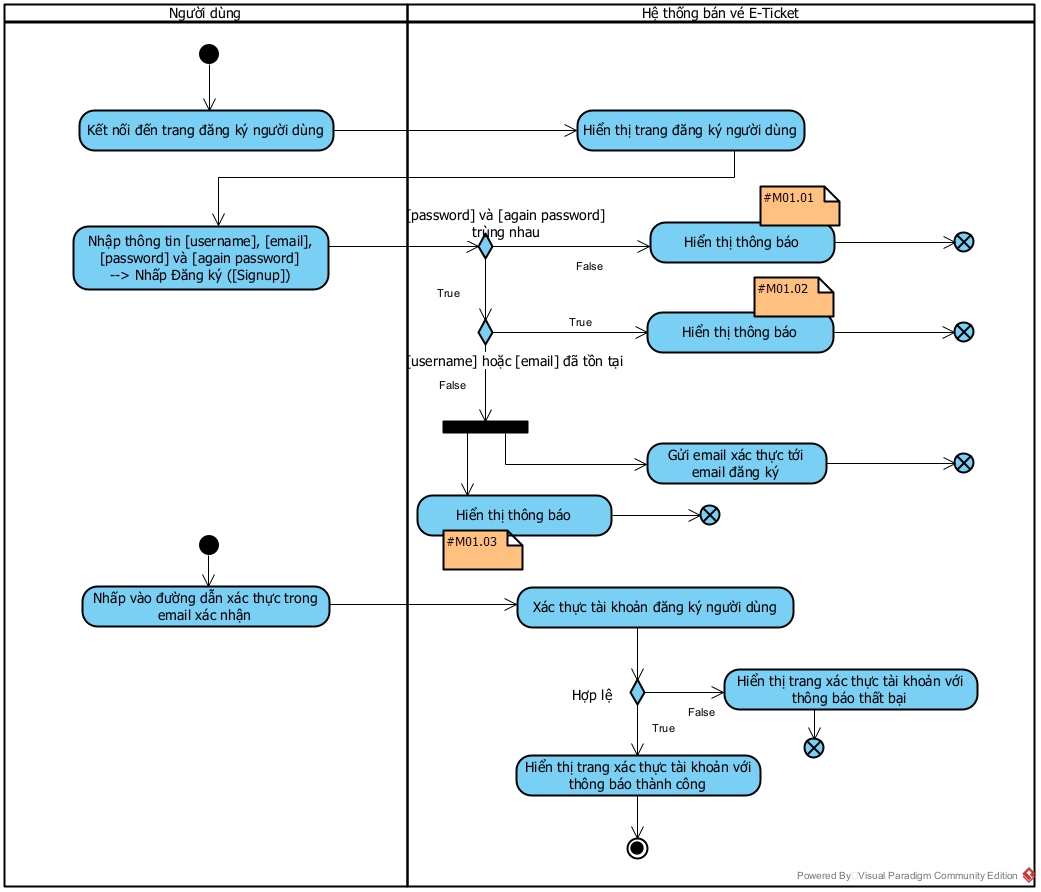 Người dùng
Hệ thống bán vé E-Ticket
Kết nối đến trang đăng ký người dùng
Hiển thị trang đăng ký người dùng
#M01.01
[password] và [again password]
trùng nhau
Nhập thông tin [username], [email],
[password] và [again password]
--> Nhấp Đăng ký ([Signup])
Hiển thị thông báo
False
True
#M01.02
True
Hiển thị thông báo
[username] hoặc [email] đã tồn tại
False
Gửi email xác thực tới
email đăng ký
Hiển thị thông báo
#M01.03
Nhấp vào đường dẫn xác thực trong
email xác nhận
Xác thực tài khoản đăng ký người dùng
Hợp lệ
Hiển thị trang xác thực tài khoản với
thông báo thất bại
False
True
Hiển thị trang xác thực tài khoản với
thông báo thành công
Powered By Visual Paradigm Community Edition